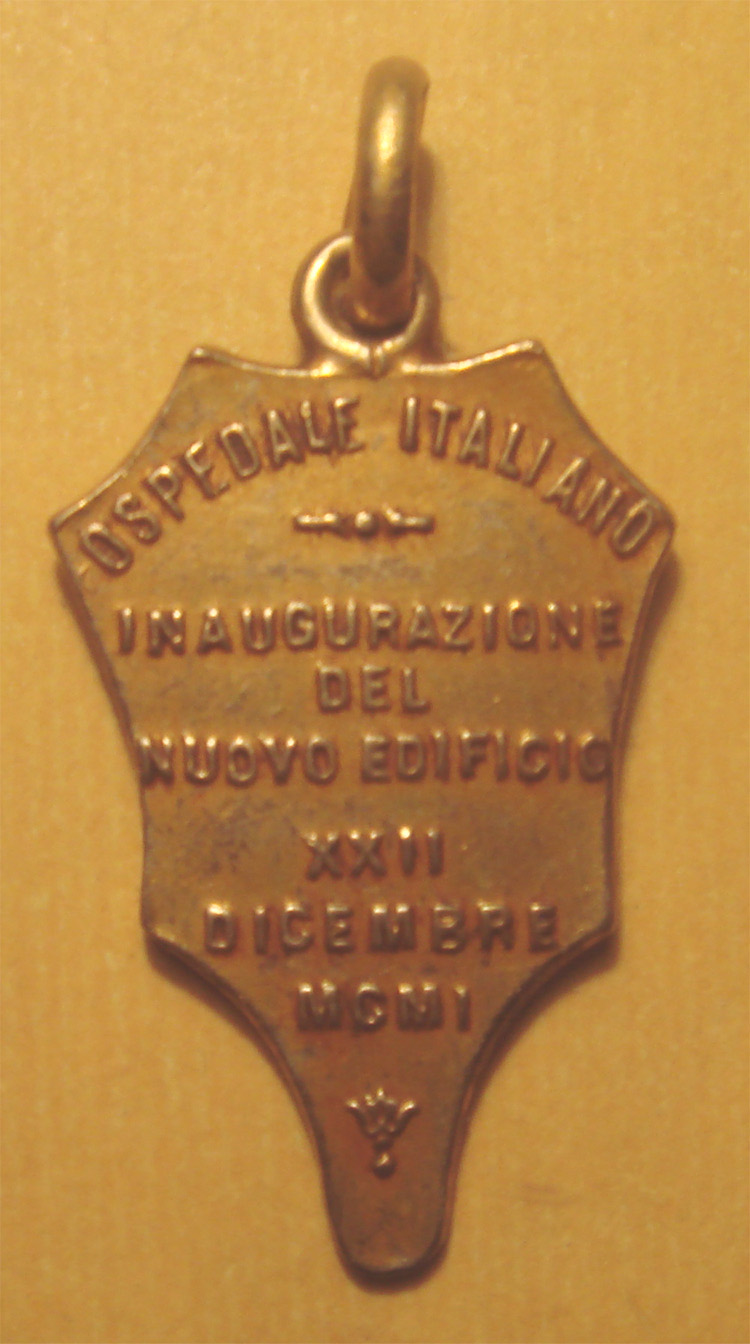 OSPEDALE ITALIANO
INAUGURAZIONE
DEL
NUOVO EDIFICIO
XXII
DICEMBRE
MCMI